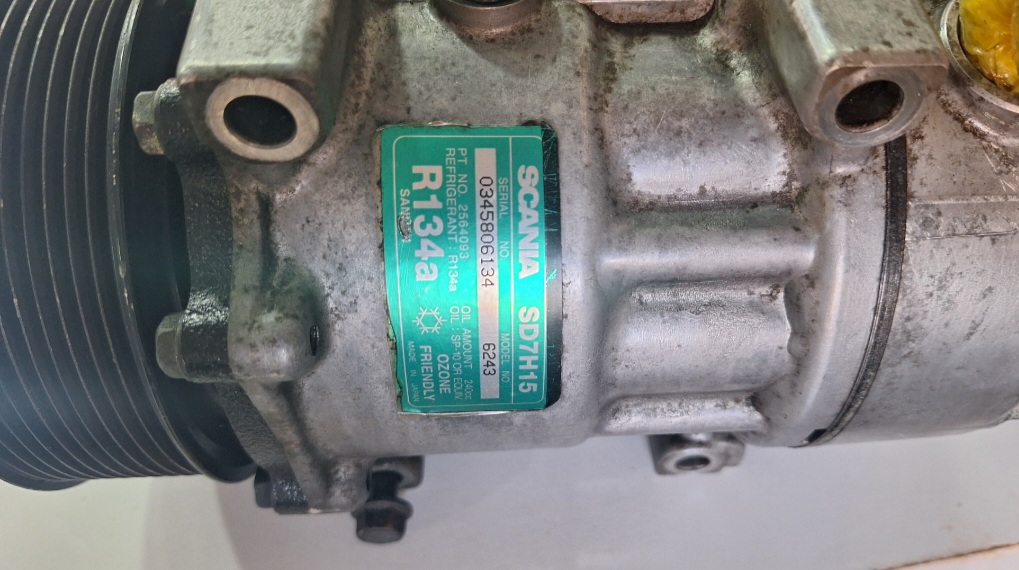 SCANIA SD7H15
SERIAL NO. MODEL NO.
0345806134 6243
PT NO. 2564093 OIL AMOUNT : 240cc
REFRIGERANT : R134a OIL : SP-10 OR EQUIV
R134a OZONE
FRIENDLY
SANDEN MADE IN JAPAN